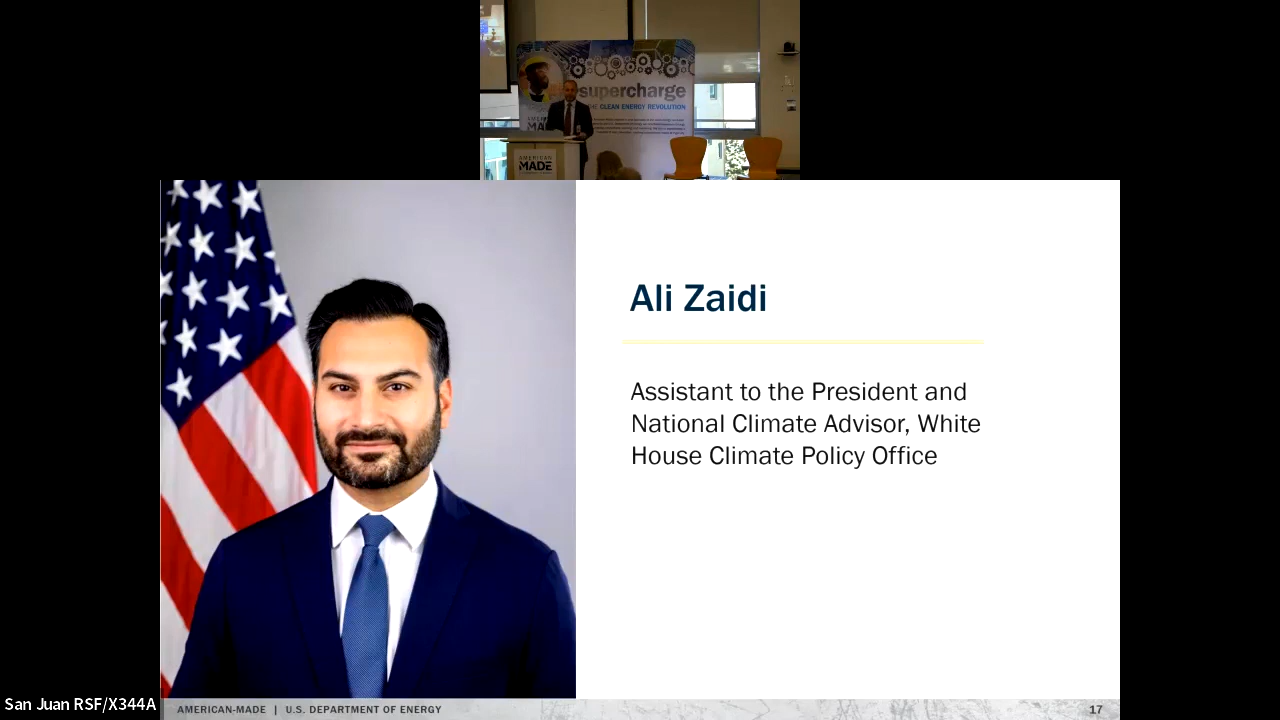 supercharge
THE CLEAN ENERGY REVOLUTION
AMERICAN
MADE
Ali Zaidi
Assistant to the President and
National Climate Advisor, White
House Climate Policy Office
San Juan RSF/X344A
AMERICAN-MADE | U.S. DEPARTMENT OF ENERGY
17